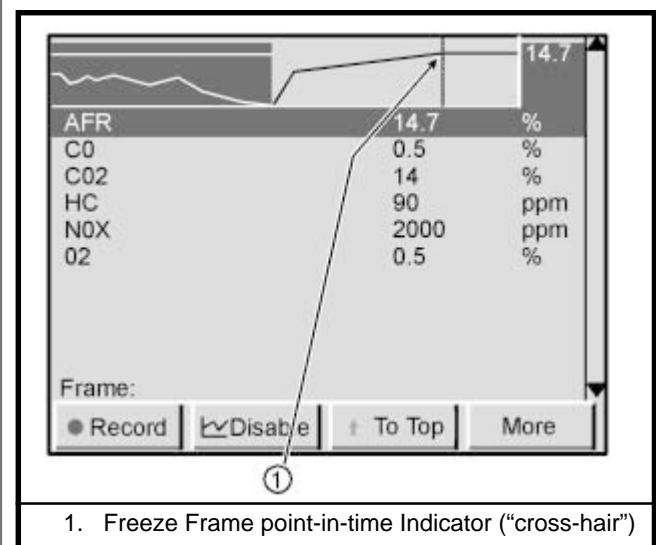 14.7
AFR 14.7 %
C0 0.5 %
C02 14 %
HC 90 ppm
N0X 2000 ppm
02 0.5 %
Frame:
Record Disable To Top More
1
1. Freeze Frame point-in-time Indicator (“cross-hair”)